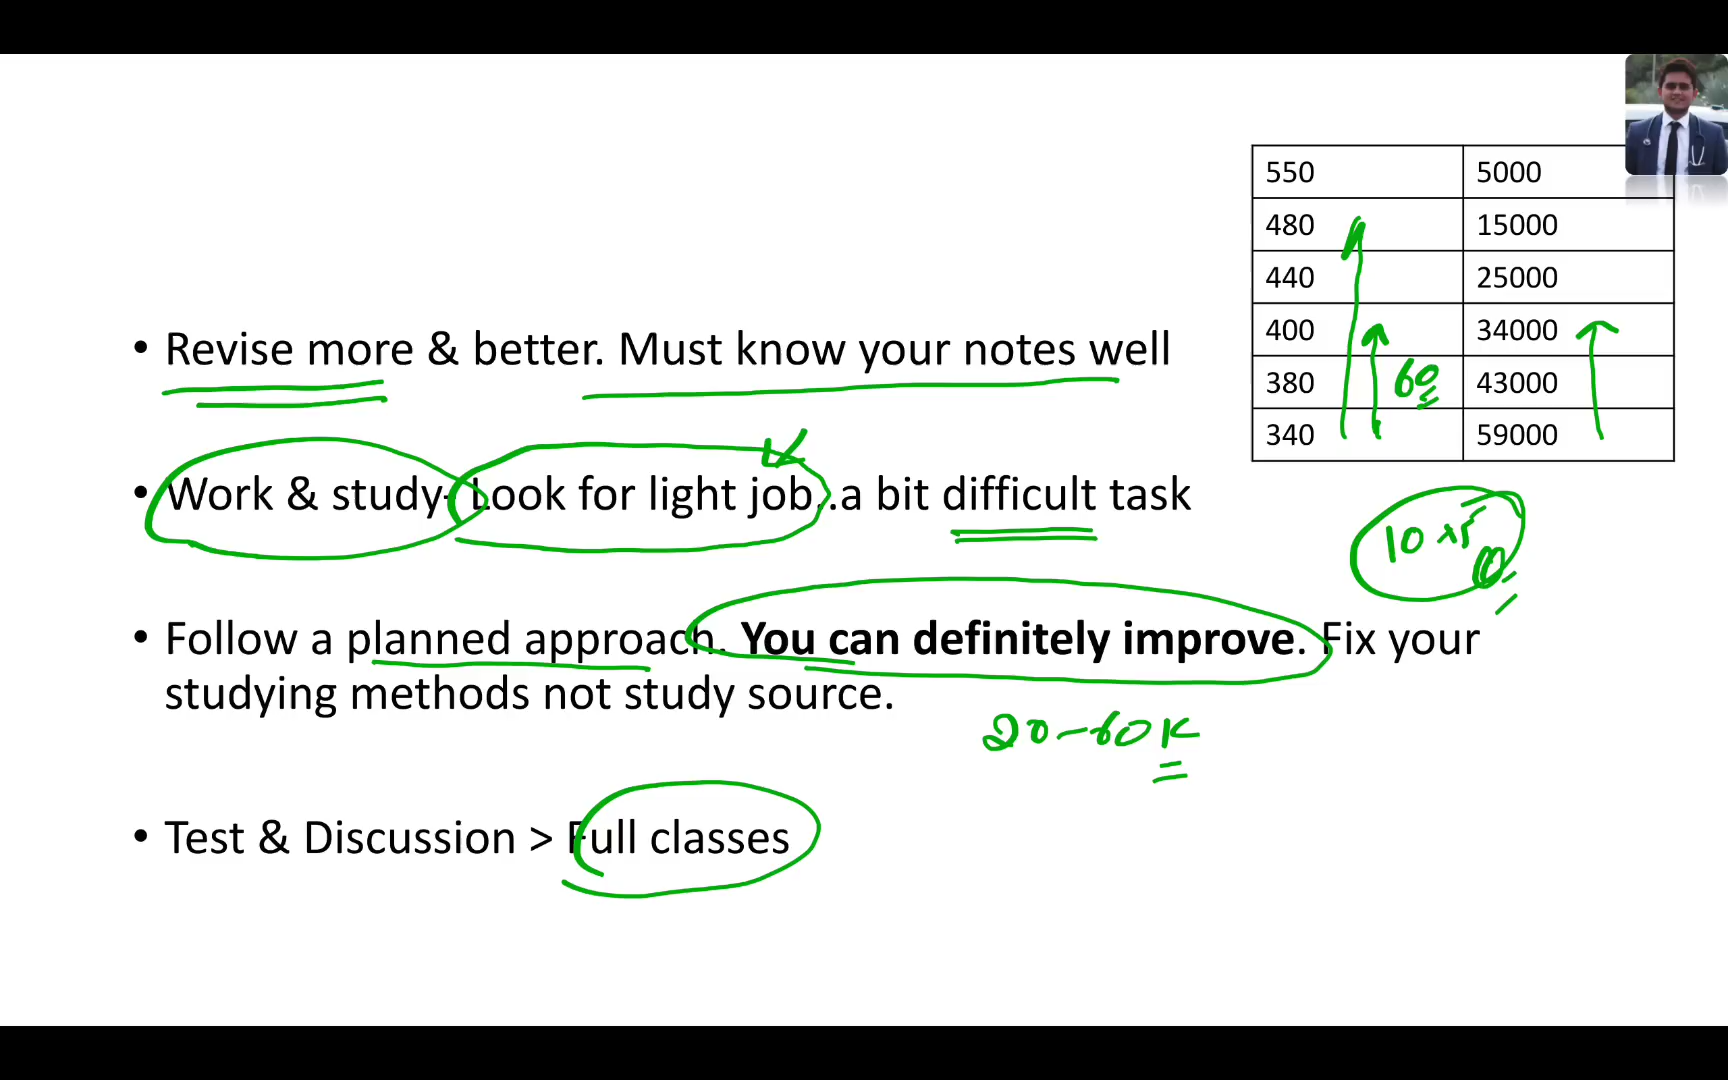 550 5000
480 15000
440 25000
400 34000
380 43000
60
340 59000
• Revise more & better. Must know your notes well
• Work & study- Look for light job...a bit difficult task
10 x 5
• Follow a planned approach. You can definitely improve. Fix your
studying methods not study source.
20-60K
• Test & Discussion > Full classes